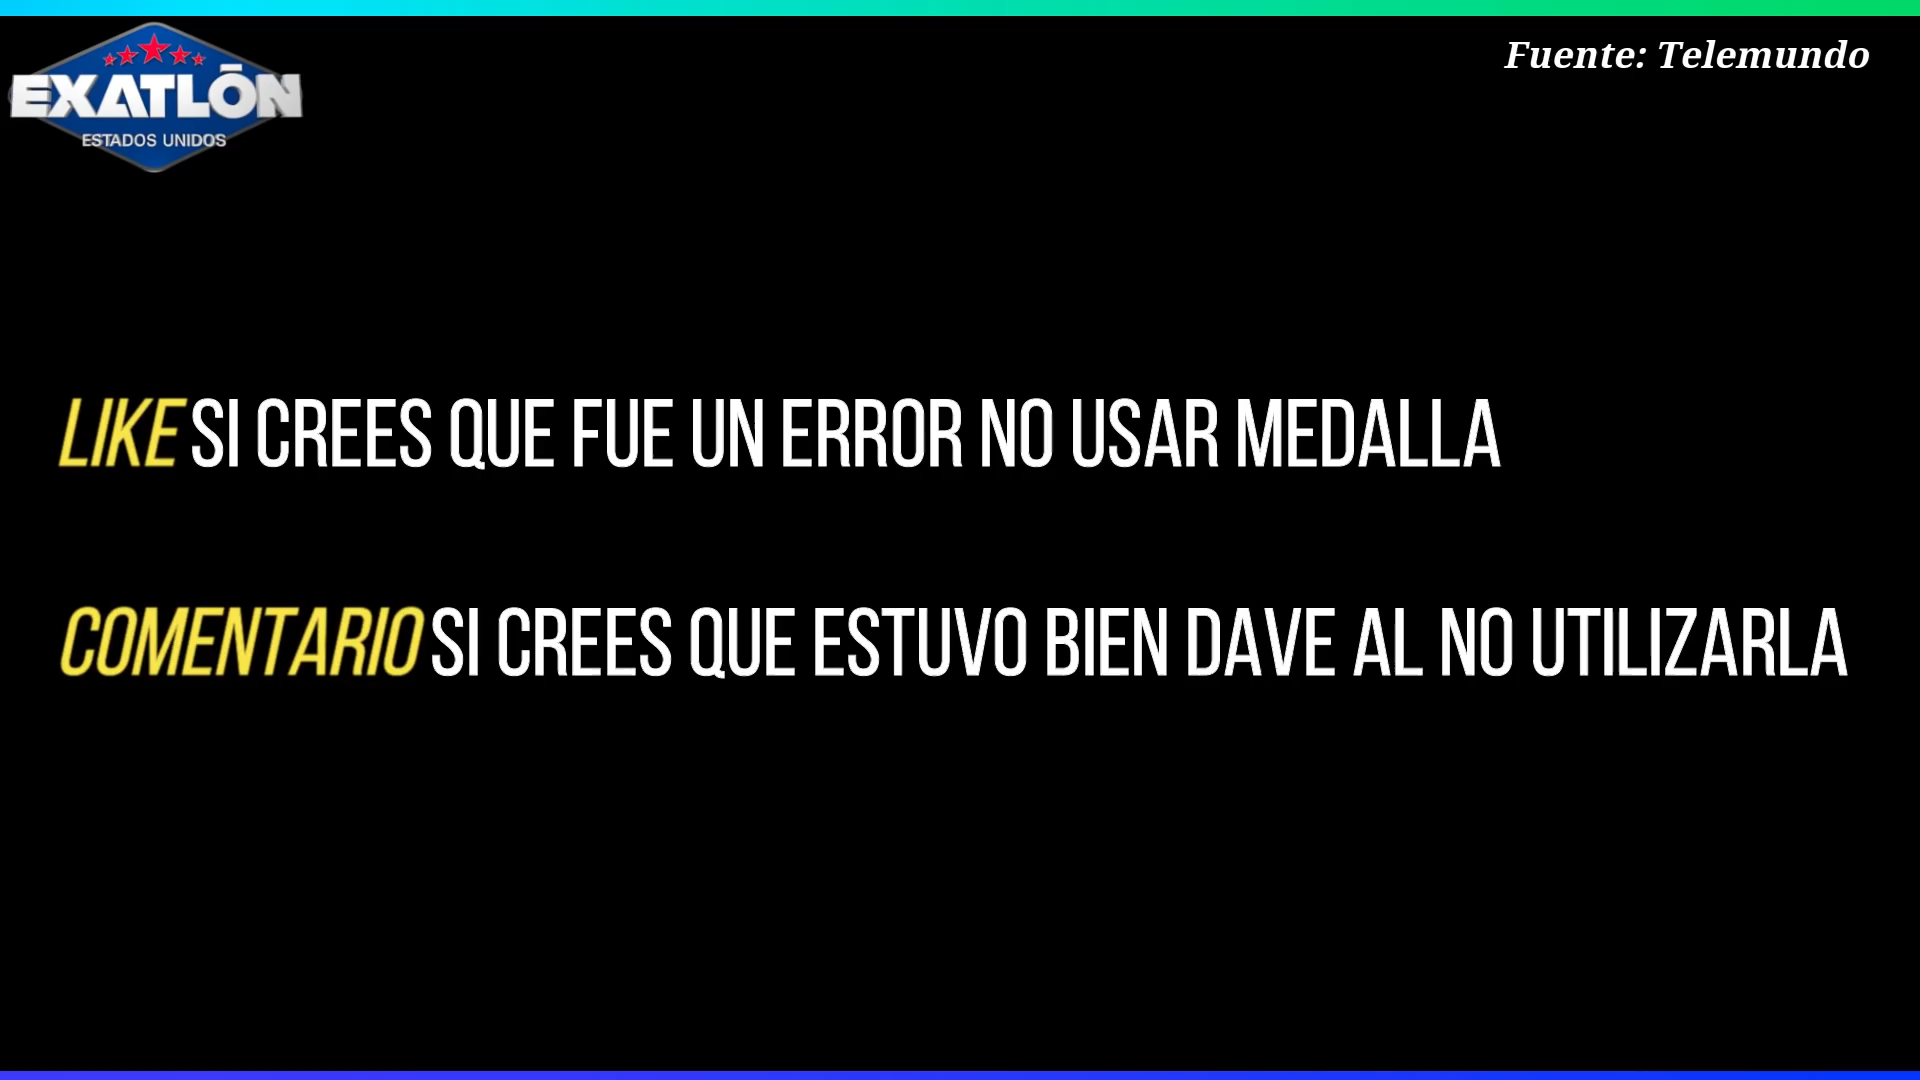 EXATLŌN
ESTADOS UNIDOS
Fuente: Telemundo
LIKE SI CREES QUE FUE UN ERROR NO USAR MEDALLA
COMENTARIO SI CREES QUE ESTUVO BIEN DAVE AL NO UTILIZARLA